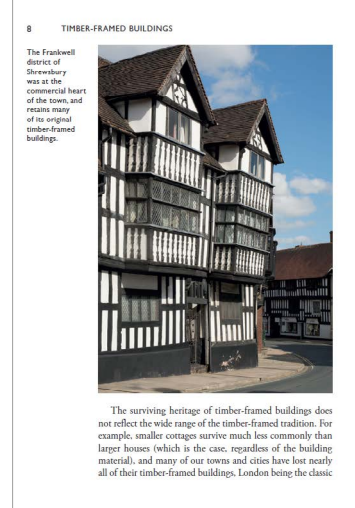 8 TIMBER-FRAMED BUILDINGS
The Frankwell
district of
Shrewsbury
was at the
commercial heart
of the town, and
retains many
of its original
timber-framed
buildings.
The surviving heritage of timber-framed buildings does
not reflect the wide range of the timber-framed tradition. For
example, smaller cottages survive much less commonly than
larger houses (which is the case, regardless of the building
material), and many of our towns and cities have lost nearly
all of their timber-framed buildings, London being the classic